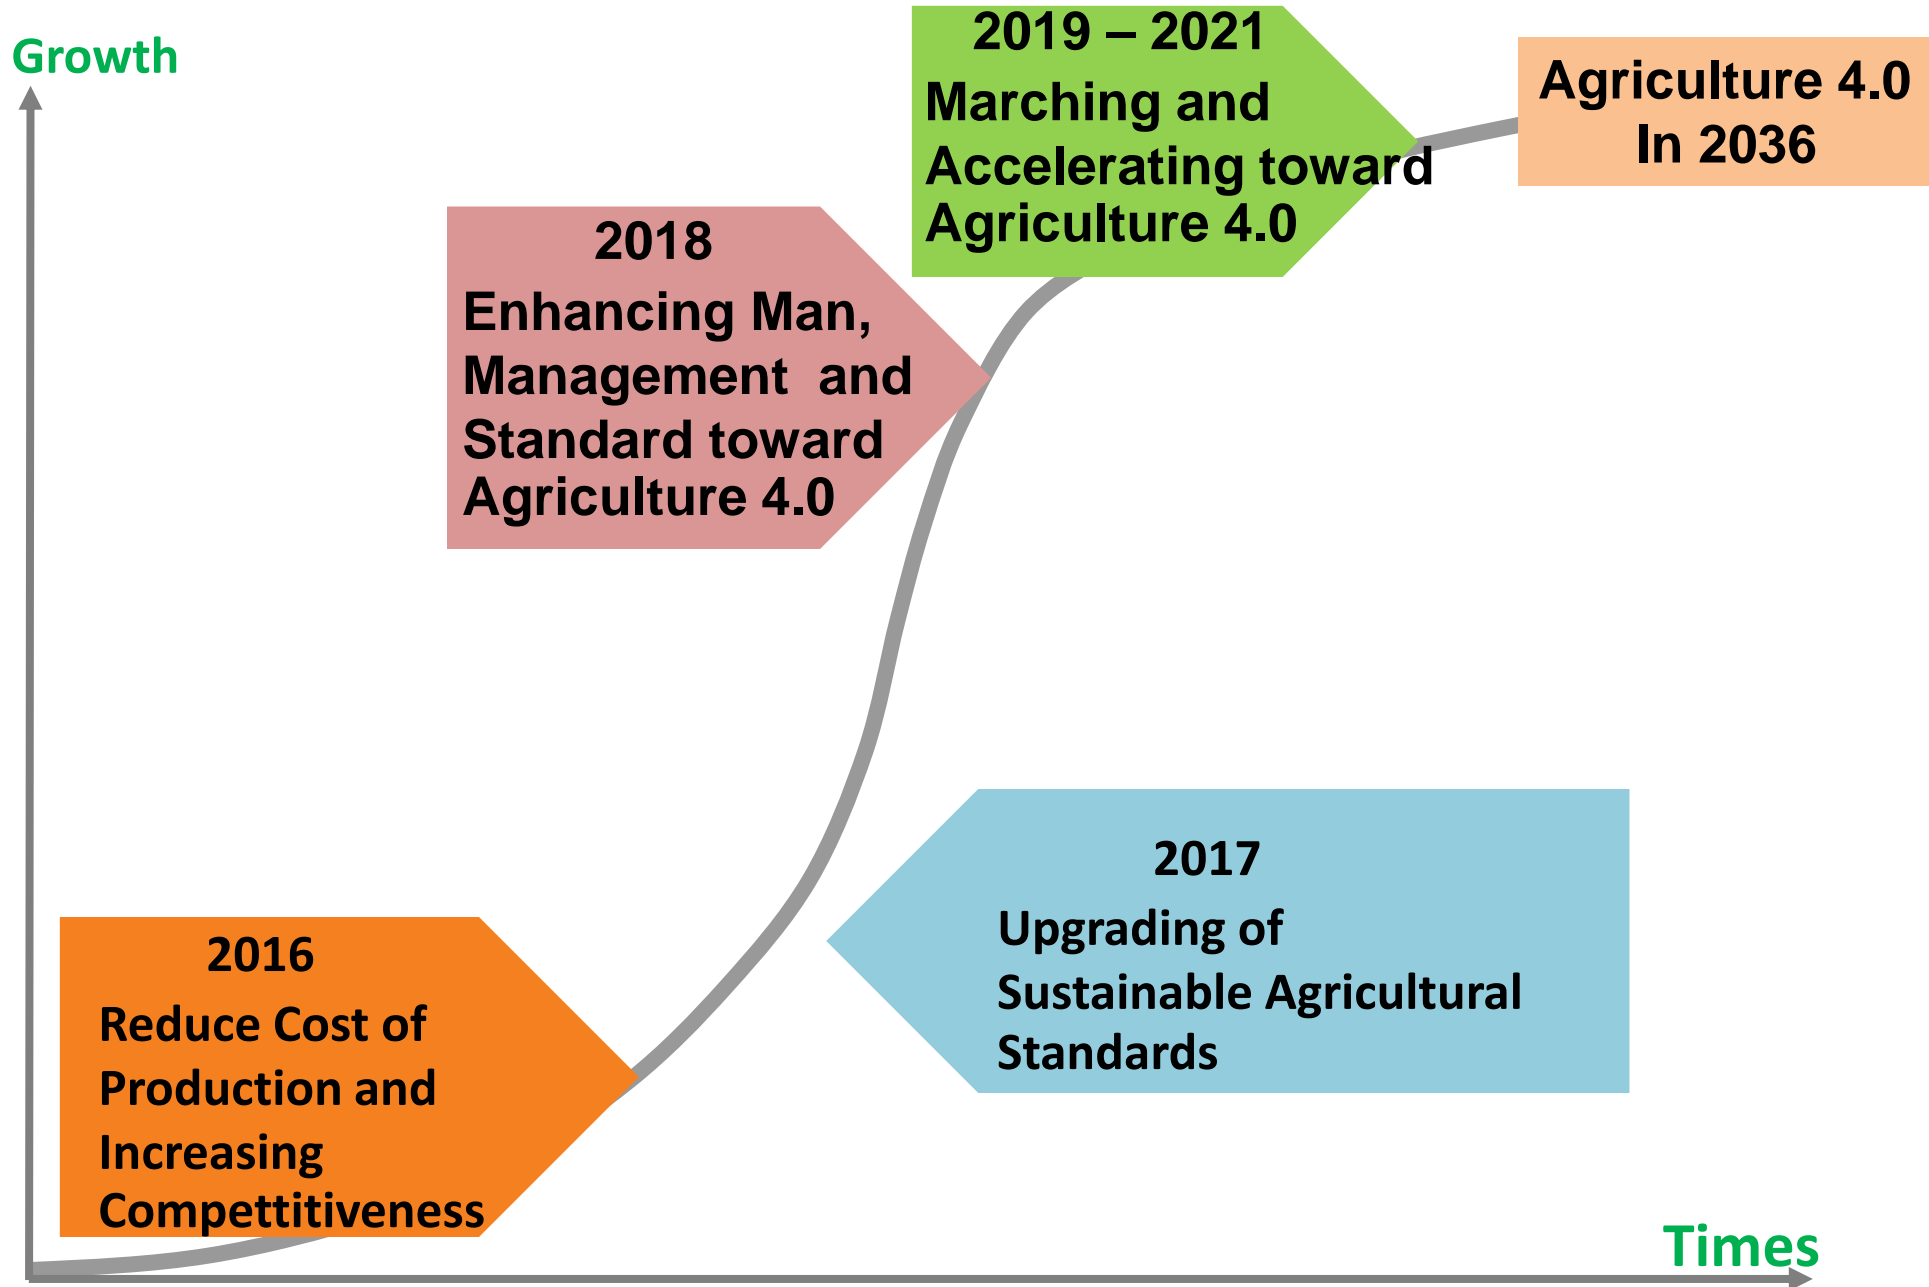 Growth
2019 – 2021
Marching and
Accelerating toward
Agriculture 4.0
Agriculture 4.0
In 2036
2018
Enhancing Man,
Management  and
Standard toward
Agriculture 4.0
2017
Upgrading of
Sustainable Agricultural
Standards
2016
Reduce Cost of
Production and
Increasing
Compettitiveness
Times